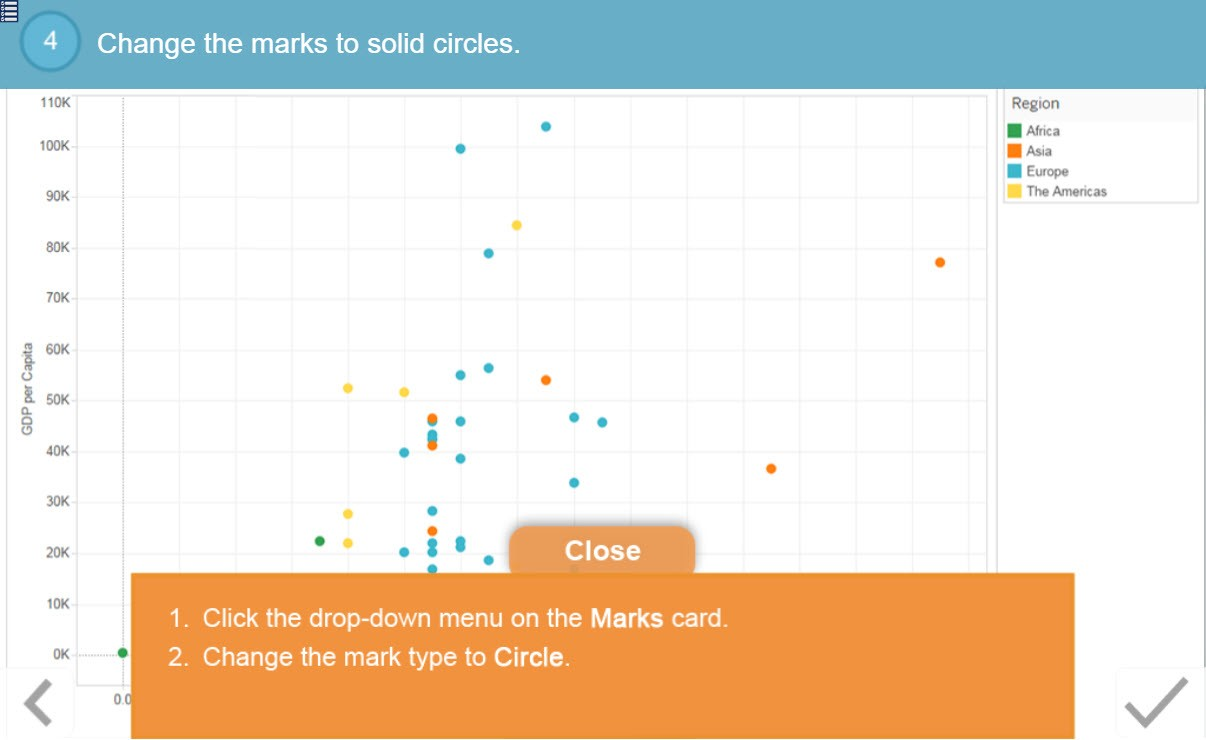 4
Change the marks to solid circles.
110K
100K
90K
80K
70K
60K
50K
40K
30K
20K
10K
0K
GDP per Capita
0.0
Region
Africa
Asia
Europe
The Americas
Close
1. Click the drop-down menu on the Marks card.
2. Change the mark type to Circle.